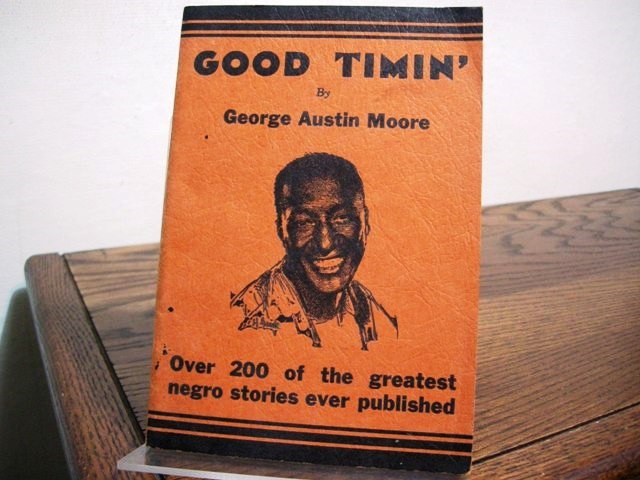 GOOD TIMIN'
By
George Austin Moore
Over 200 of the greatest
negro stories ever published